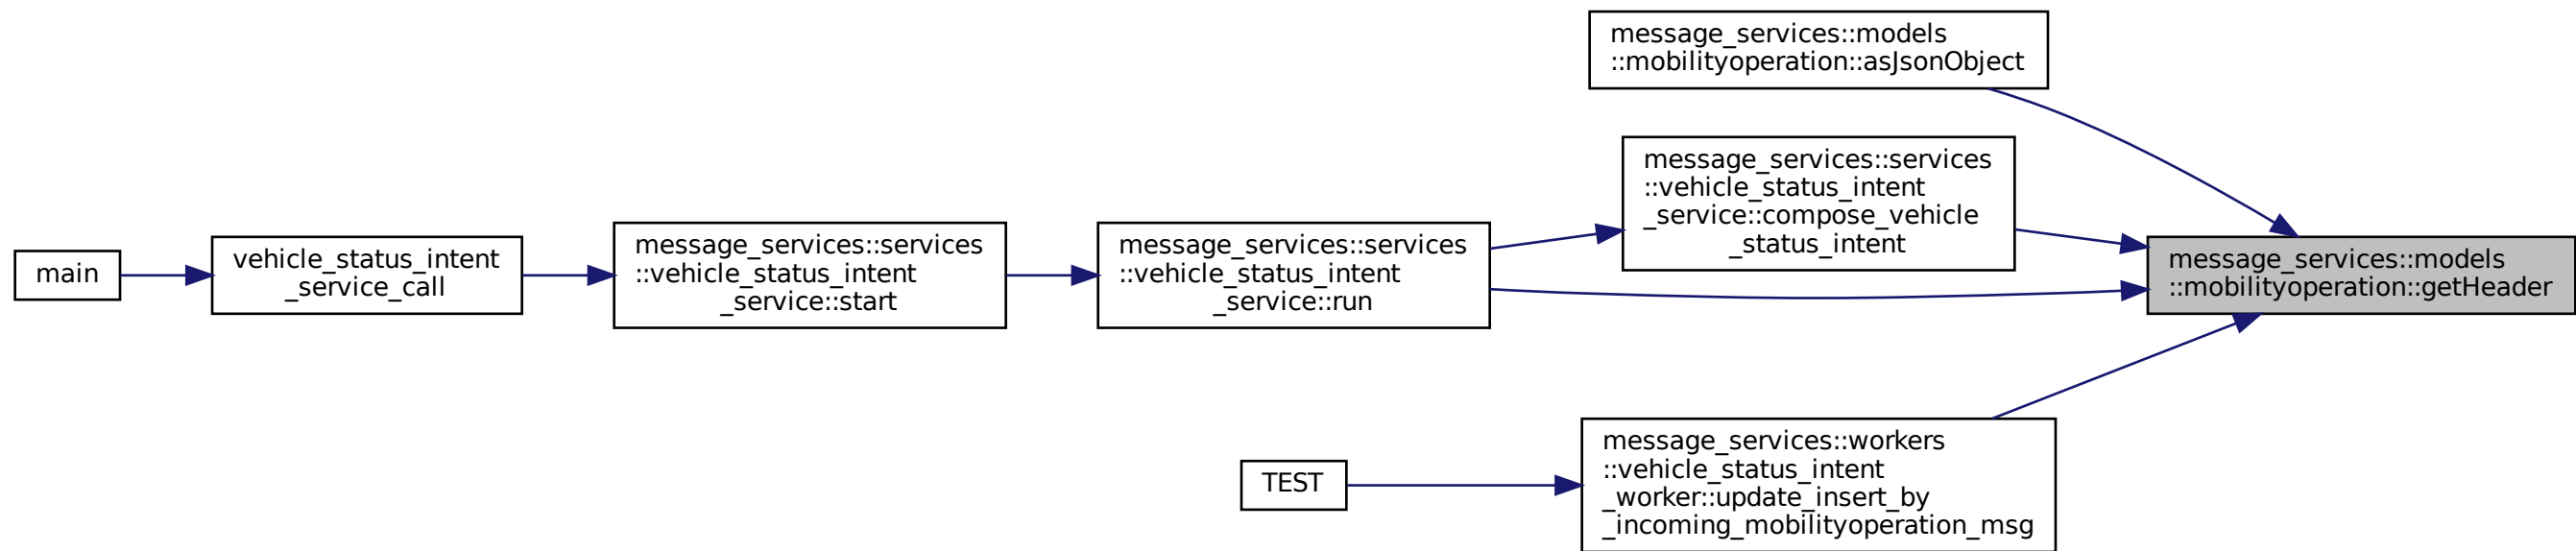 main
vehicle_status_intent
_service_call
message_services::services
::vehicle_status_intent
_service::start
message_services::services
::vehicle_status_intent
_service::run
message_services::models
::mobilityoperation::asJsonObject
message_services::services
::vehicle_status_intent
_service::compose_vehicle
_status_intent
message_services::models
::mobilityoperation::getHeader
TEST
message_services::workers
::vehicle_status_intent
_worker::update_insert_by
_incoming_mobilityoperation_msg